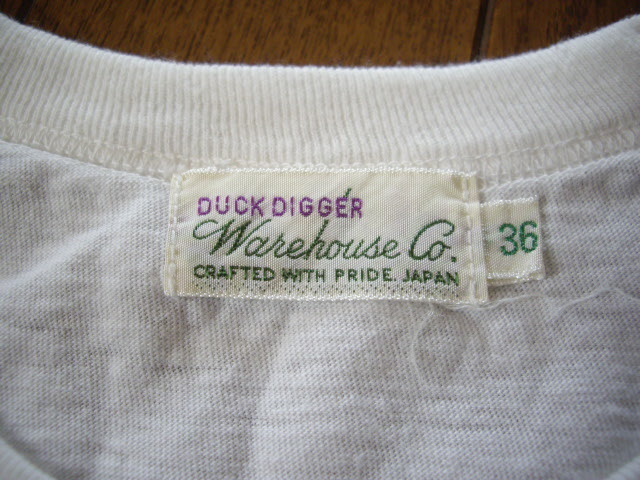 DUCK DIGGER
Warehouse Co.
CRAFTED WITH PRIDE JAPAN
36